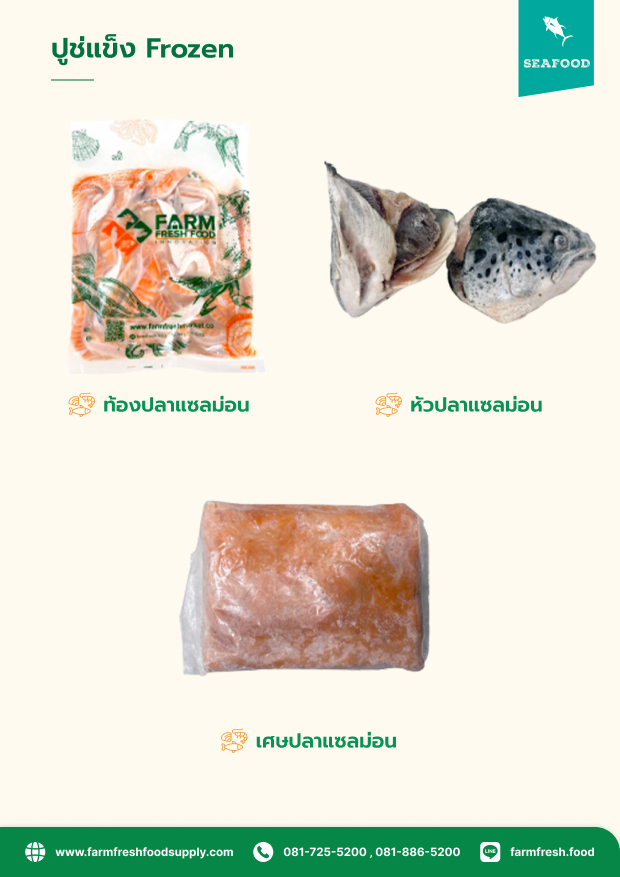 ปูช่แข็ง Frozen
SEAFOOD
FARM
FRESH FOOD
INNOVATION
ท้องปลาแซลม่อน
หัวปลาแซลม่อน
เศษปลาแซลม่อน
www.farmfreshfoodsupply.com
081-725-5200 , 081-886-5200
LINE
farmfresh.food